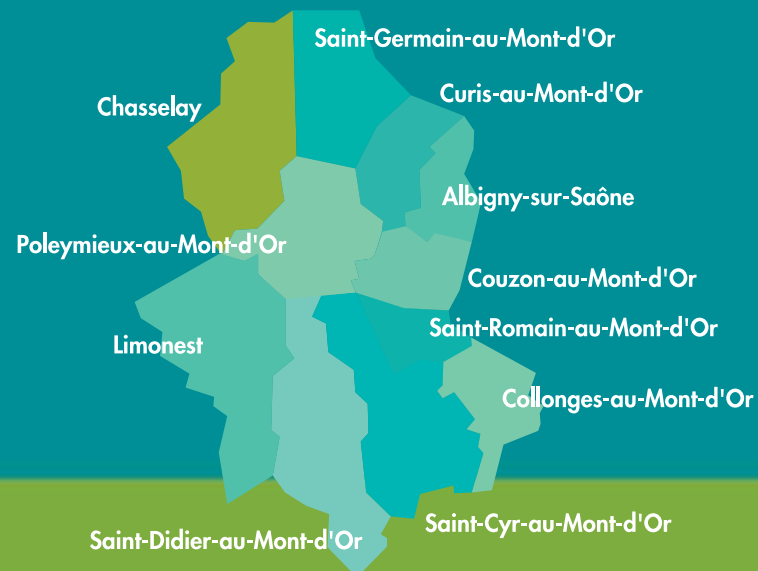 Saint-Germain-au-Mont-d'Or
Curis-au-Mont-d'Or
Chasselay
Albigny-sur-Saône
Poleymieux-au-Mont-d'Or
Couzon-au-Mont-d'Or
Saint-Romain-au-Mont-d'Or
Limonest
Collonges-au-Mont-d'Or
Saint-Cyr-au-Mont-d'Or
Saint-Didier-au-Mont-d'Or